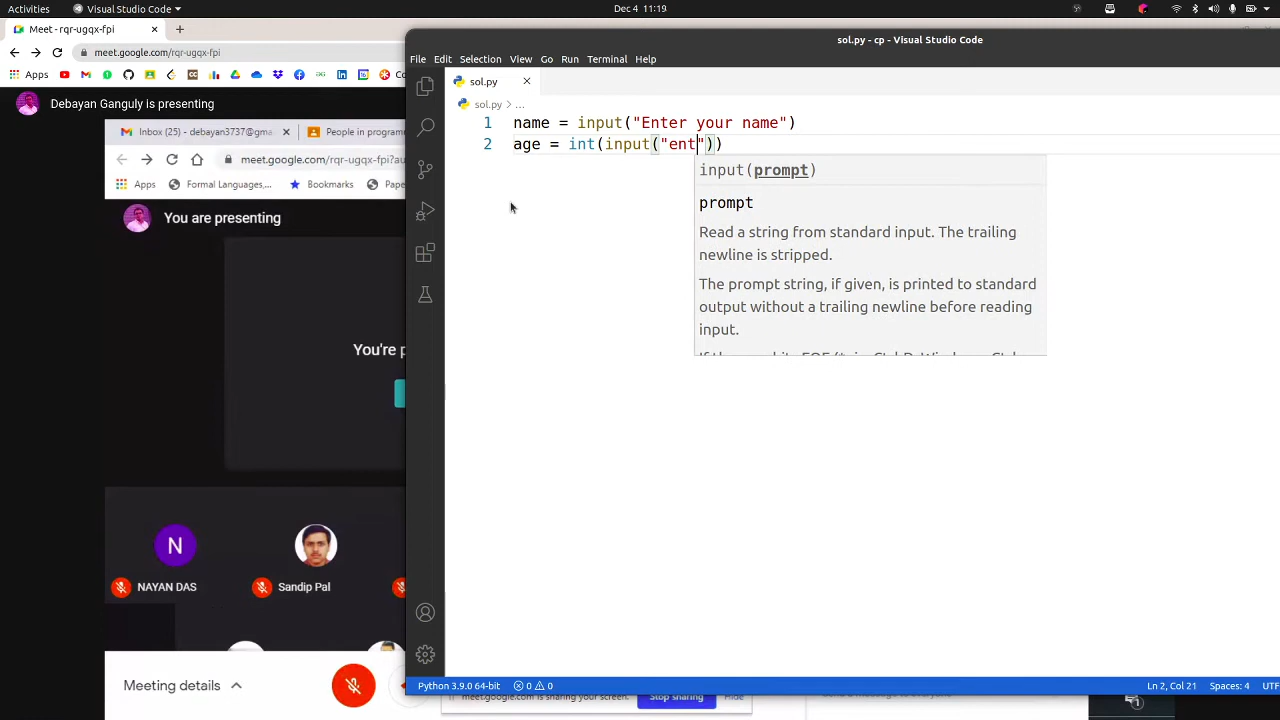 Activities
Visual Studio Code
Dec 4 11:19
Meet - rqr-ugqx-fpi
meet.google.com/rqr-ugqx-fpi
Apps
Debayan Ganguly is presenting
Inbox (25) - debayan3737@gma
People in programm
meet.google.com/rqr-ugqx-fpi?au
Apps
Formal Languages,...
Bookmarks
Pape
You are presenting
You're p
N
NAYAN DAS
Sandip Pal
Meeting details
sol.py - cp - Visual Studio Code
File Edit Selection View Go Run Terminal Help
sol.py
sol.py > ...
1 name = input("Enter your name")
2 age = int(input("ent"))
input(prompt)
prompt
Read a string from standard input. The trailing
newline is stripped.
The prompt string, if given, is printed to standard
output without a trailing newline before reading
input.
Python 3.9.0 64-bit
0
0
Ln 2, Col 21
Spaces: 4
UTF
meet.google.com is sharing your screen.
Stop sharing
Hide